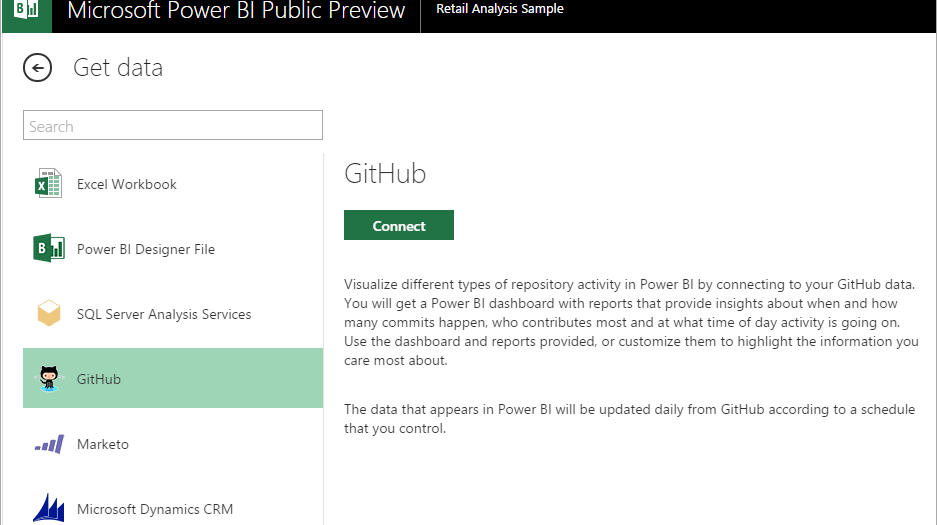 Microsoft Power BI Public Preview
Retail Analysis Sample
Get data
Search
Excel Workbook
Power BI Designer File
SQL Server Analysis Services
GitHub
Marketo
Microsoft Dynamics CRM
GitHub
Connect
Visualize different types of repository activity in Power BI by connecting to your GitHub data.
You will get a Power BI dashboard with reports that provide insights about when and how
many commits happen, who contributes most and at what time of day activity is going on.
Use the dashboard and reports provided, or customize them to highlight the information you
care most about.
The data that appears in Power BI will be updated daily from GitHub according to a schedule
that you control.